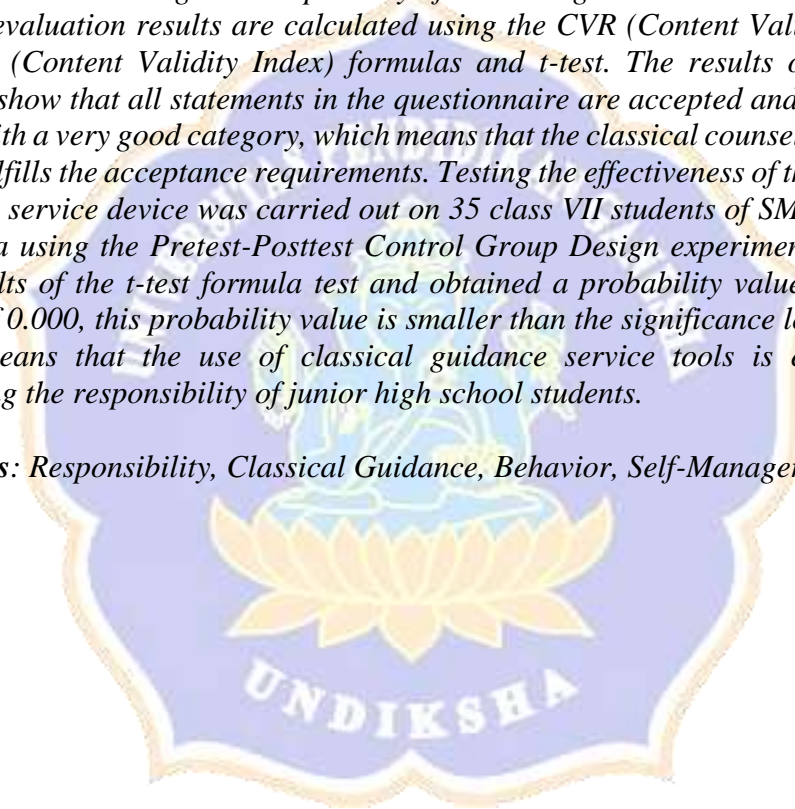 evaluation results are calculated using the CVR (Content Vali
(Content Validity Index) formulas and t-test. The results o
show that all statements in the questionnaire are accepted and
ith a very good category, which means that the classical counsel
lfills the acceptance requirements. Testing the effectiveness of th
service device was carried out on 35 class VII students of SM
a using the Pretest-Posttest Control Group Design experimen
lts of the t-test formula test and obtained a probability value
f 0.000, this probability value is smaller than the significance le
eans that the use of classical guidance service tools is e
g the responsibility of junior high school students.
s: Responsibility, Classical Guidance, Behavior, Self-Manager
UNDIKSHA